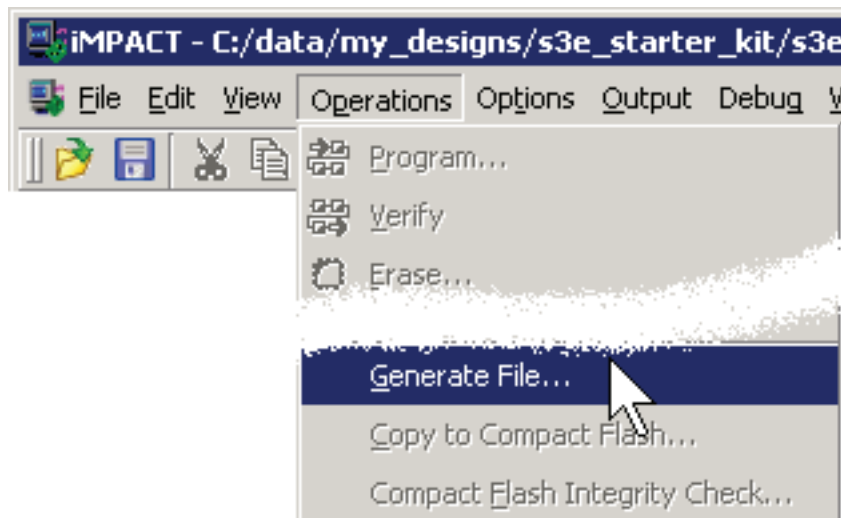 iMPACT - C:/data/my_designs/s3e_starter_kit/s3e
File Edit View Operations Options Output Debug
Program...
Verify
Erase...
Generate File...
Copy to Compact Flash...
Compact Flash Integrity Check...